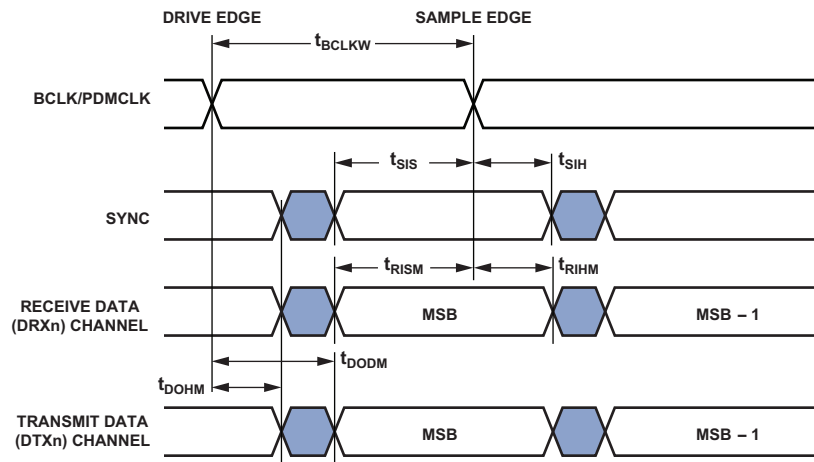 DRIVE EDGE
SAMPLE EDGE
tBCLKW
BCLK/PDMCLK
tSIS
tSIH
SYNC
tRISM
tRIHM
RECEIVE DATA
(DRXn) CHANNEL
MSB
MSB – 1
tDODM
tDOHM
TRANSMIT DATA
(DTXn) CHANNEL
MSB
MSB – 1